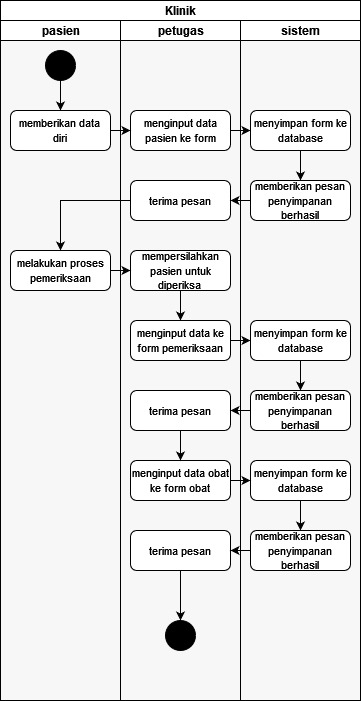 Klinik
pasien
petugas
sistem
memberikan data
diri
menginput data
pasien ke form
menyimpan form ke
database
memberikan pesan
penyimpanan
berhasil
terima pesan
melakukan proses
pemeriksaan
mempersilahkan
pasien untuk
diperiksa
menginput data ke
form pemeriksaan
menyimpan form ke
database
memberikan pesan
penyimpanan
berhasil
terima pesan
menginput data obat
ke form obat
menyimpan form ke
database
memberikan pesan
penyimpanan
berhasil
terima pesan